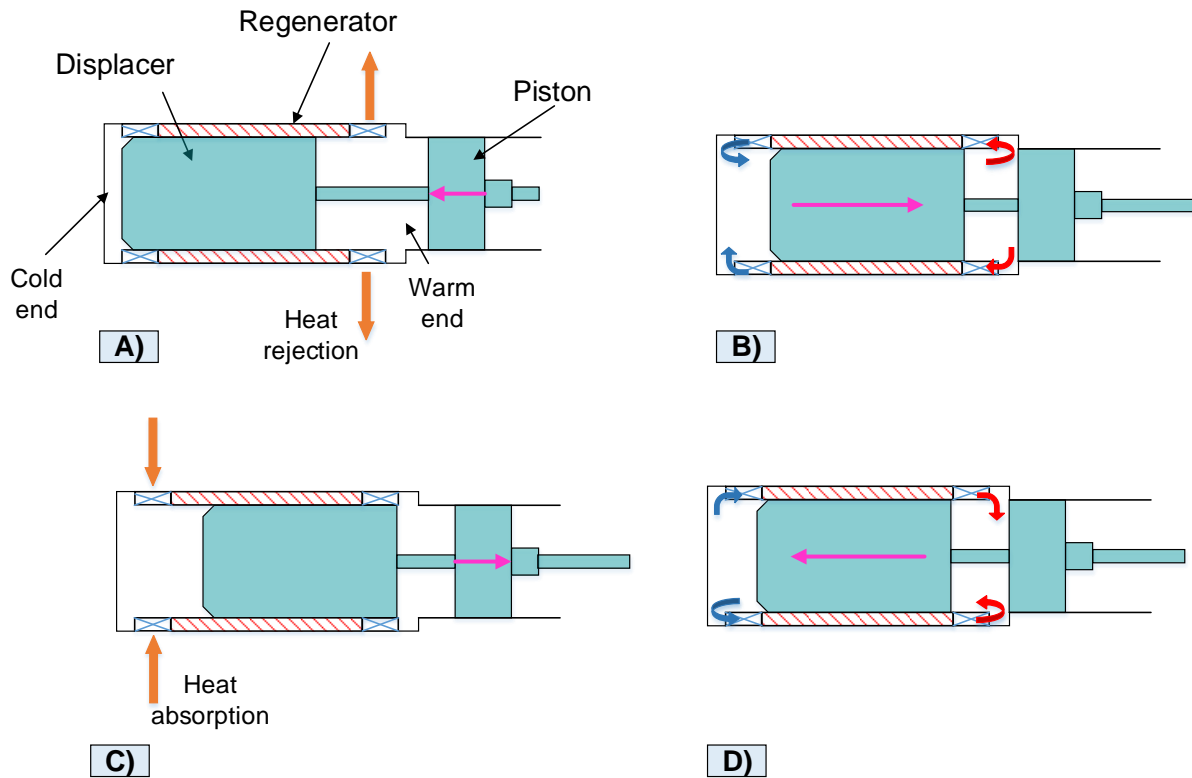 Regenerator
Displacer
Piston
Cold
end
Warm
end
Heat
rejection
A)
B)
Heat
absorption
C)
D)